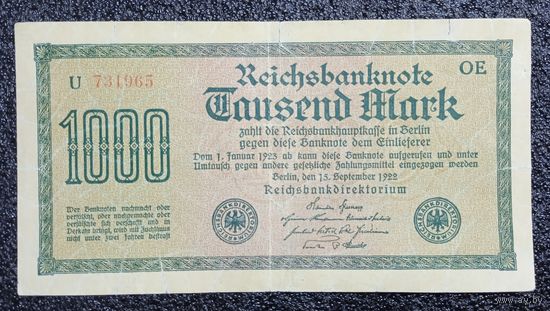 U 731965
Reichsbanknote
OE
Tausend Mark
1000
zahlt die Reichsbankhauptkasse in Berlin
gegen diese Banknote dem Einlieferer
Vom 1. Januar 1923 ab kann diese Banknote aufgerufen und unter
Umtausch gegen andere gesetzliche Zahlungsmittel eingezogen werden
Berlin, den 15. September 1922
Reichsbankdirektorium
Wer Banknoten nachmacht oder
verfälscht, oder nachgemachte oder
verfälschte sich verschafft und in
Verkehr bringt, wird mit Zuchthaus
nicht unter zwei Jahren bestraft